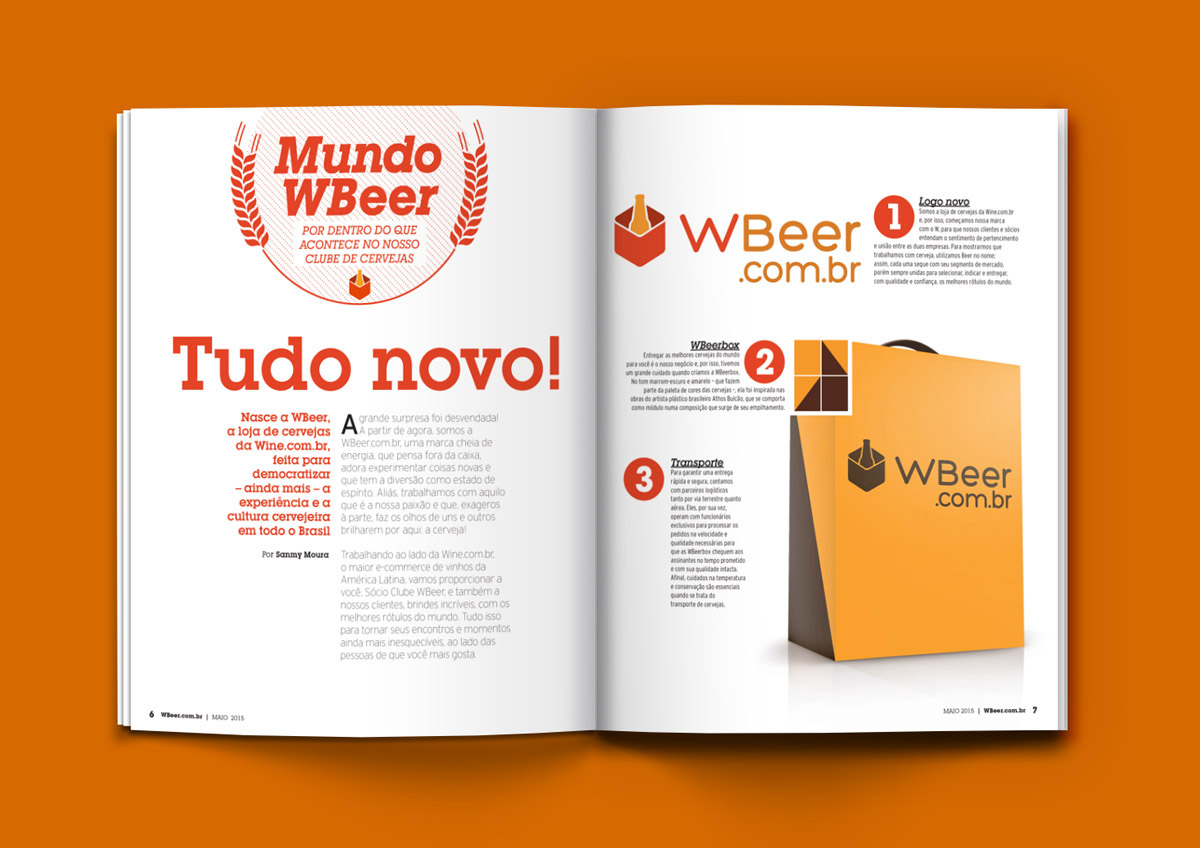 Mundo
WBeer
POR DENTRO DO QUE
ACONTECE NO NOSSO
CLUBE DE CERVEJAS
Tudo novo!
Nasce a WBeer,
a loja de cervejas
da Wine.com.br,
feita para
democratizar
– ainda mais – a
experiência e a
cultura cervejeira
em todo o Brasil
Por Sanmy Moura
A grande surpresa foi desvendada!
A partir de agora, somos a
WBeer.com.br, uma marca cheia de
energia, que pensa fora da caixa,
adora experimentar coisas novas e
que tem a diversão como estado de
espírito. Aliás, trabalhamos com aquilo
que é a nossa paixão e que, exageros
à parte, faz os olhos de uns e outros
brilharem por aqui: a cerveja!
Trabalhando ao lado da Wine.com.br,
o maior e-commerce de vinhos da
América Latina, vamos proporcionar a
você, Sócio Clube WBeer, e também a
nossos clientes, brindes incríveis, com os
melhores rótulos do mundo. Tudo isso
para tornar seus encontros e momentos
ainda mais inesquecíveis, ao lado das
pessoas de que você mais gosta.
6 WBeer.com.br | MAIO 2015
WBeer
.com.br
1
Logo novo
Somos a loja de cervejas da Wine.com.br
e, por isso, começamos nossa marca
com o W, para que nossos clientes e sócios
entendam o sentimento de pertencimento
e união entre as duas empresas. Para mostrarmos que
trabalhamos com cerveja, utilizamos Beer no nome;
assim, cada uma segue com seu segmento de mercado,
porém sempre unidas para selecionar, indicar e entregar,
com qualidade e confiança, os melhores rótulos do mundo.
WBeerbox
2
Entregar as melhores cervejas do mundo
para você é o nosso negócio e, por isso, tivemos
um grande cuidado quando criamos a WBeerbox.
No tom marrom-escuro e amarelo – que fazem
parte da paleta de cores das cervejas –, ela foi inspirada nas
obras do artista plástico brasileiro Athos Bulcão, que se comporta
como módulo numa composição que surge de seu empilhamento.
3
Transporte
Para garantir uma entrega
rápida e segura, contamos
com parceiros logísticos
tanto por via terrestre quanto
aérea. Eles, por sua vez,
operam com funcionários
exclusivos para processar os
pedidos na velocidade e
qualidade necessárias para
que as WBeerbox cheguem aos
assinantes no tempo prometido
e com sua qualidade intacta.
Afinal, cuidados na temperatura
e conservação são essenciais
quando se trata do
transporte de cervejas.
WBeer
.com.br
MAIO 2015 | WBeer.com.br 7